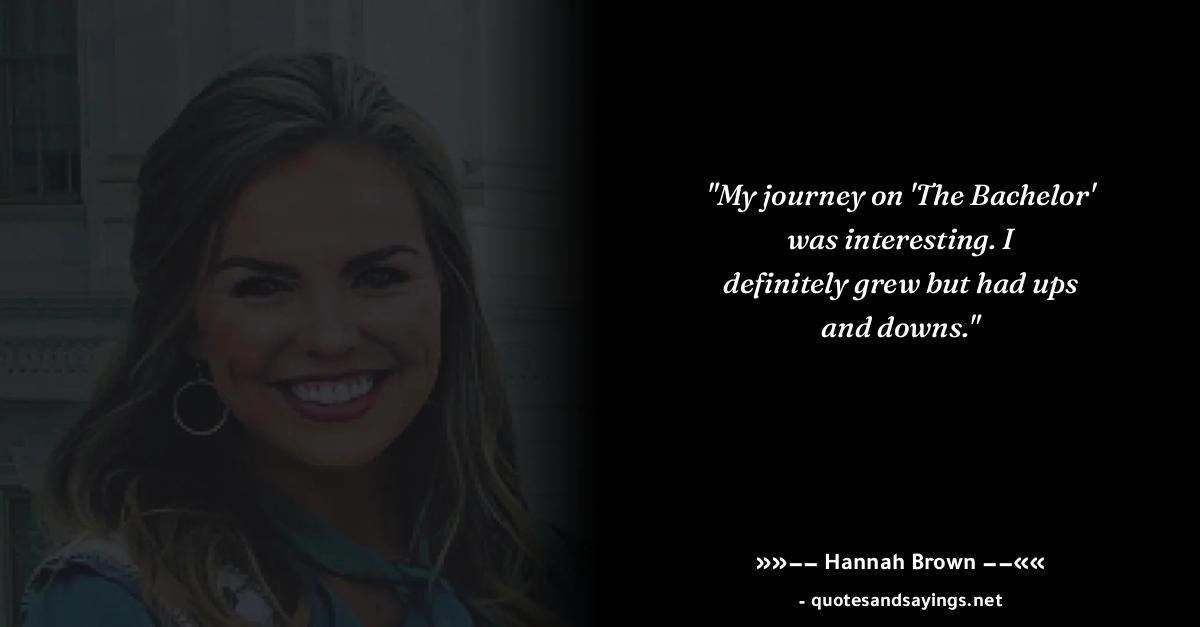 "My journey on 'The Bachelor'
was interesting. I
definitely grew but had ups
and downs."
»»−− Hannah Brown −−««
- quotesandsayings.net